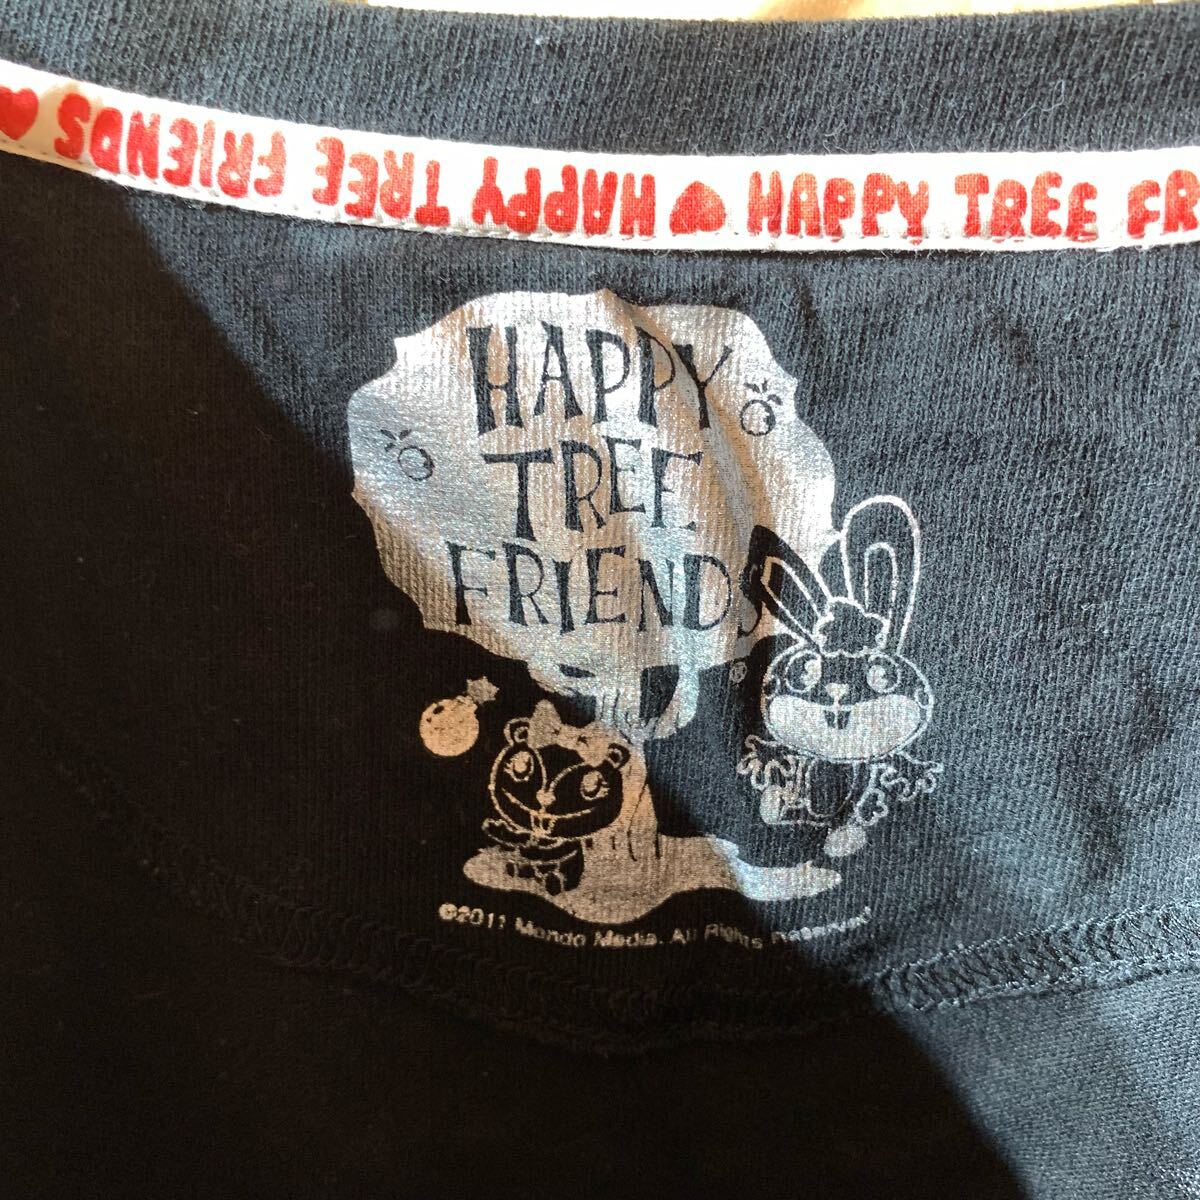 ♥ HAPPY TREE FRIENDS ♥ HAPPY TREE FR
HAPPY
TREE
FRIENDS
®
©2011 Mondo Media. All Rights Reserved